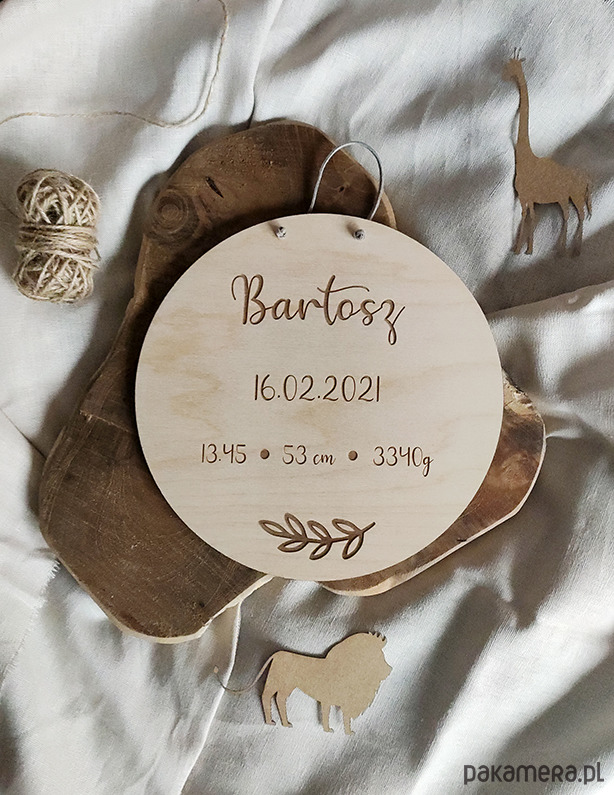 Bartosz
16.02.2021
13.45 • 53 cm • 3340g
pakamera.pl